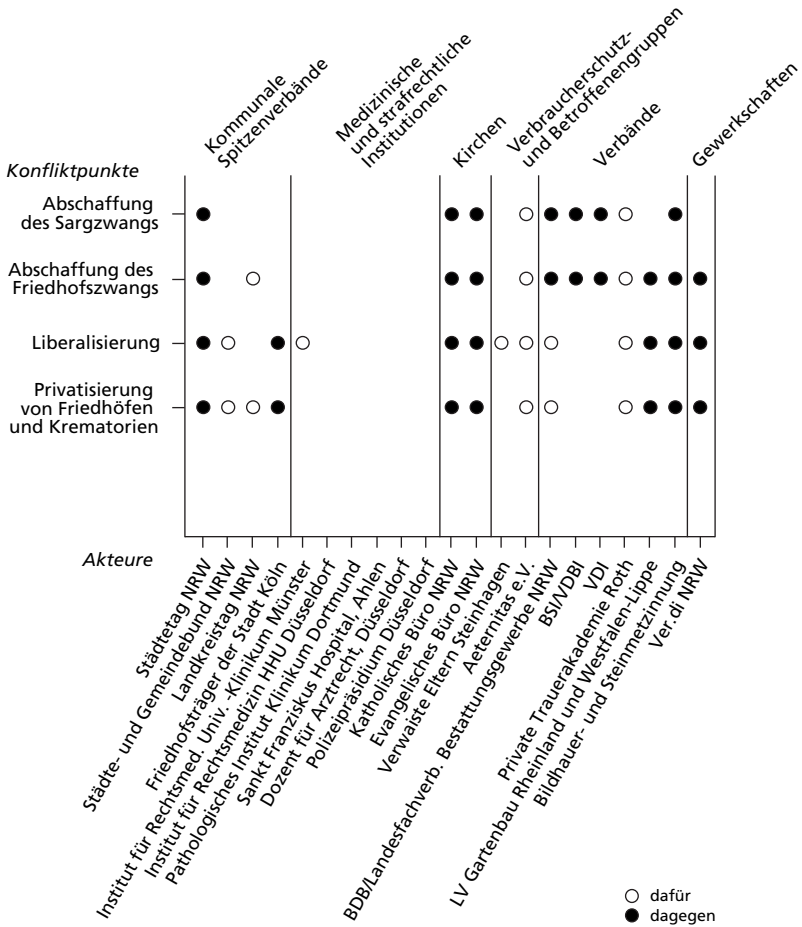 Kommunale
Spitzenverbände
Medizinische
und strafrechtliche
Institutionen
Kirchen
Verbraucherschutz-
und Betroffenengruppen
Verbände
Gewerkschaften
Konfliktpunkte
Abschaffung
des Sargzwangs
Abschaffung des
Friedhofszwangs
Liberalisierung
Privatisierung
von Friedhöfen
und Krematorien
Akteure
Städtetag NRW
Städte- und Gemeindebund NRW
Landkreistag NRW
Friedhofsträger der Stadt Köln
Institut für Rechtsmed. Univ. -Klinikum Münster
Institut für Rechtsmedizin HHU Düsseldorf
Pathologisches Institut Klinikum Dortmund
Sankt Franziskus Hospital, Ahlen
Dozent für Arztrecht, Düsseldorf
Polizeipräsidium Düsseldorf
Katholisches Büro NRW
Evangelisches Büro NRW
Verwaiste Eltern Steinhagen
Aeternitas e.V.
BDB/Landesfachverb. Bestattungsgewerbe NRW
BSI/VDBi
VDi
Private Trauerakademie Roth
LV Gartenbau Rheinland und Westfalen-Lippe
Bildhauer- und Steinmetzinnung
Ver.di NRW
dafür
dagegen